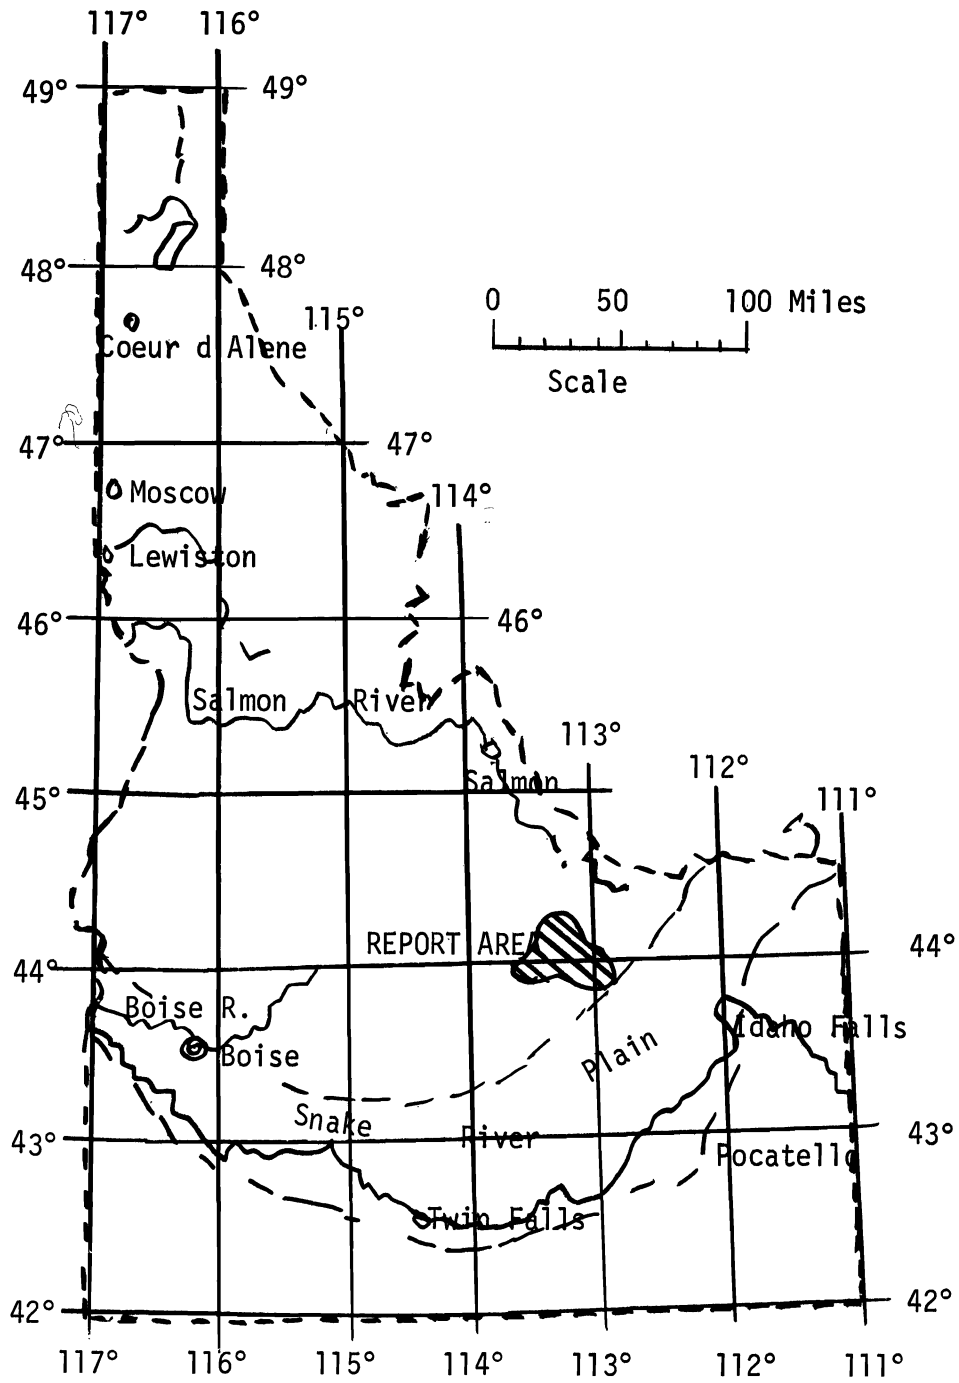 117° 116°
49° 49°
48° 48°
0 50 100 Miles
115°
Coeur d Alene
Scale
47° 47°
Moscow
114°
Lewiston
46° 46°
Salmon River
113°
112°
Salmon
45°
111°
REPORT AREA
44° 44°
Boise R.
Idaho Falls
Boise
Plain
Snake
River
43° 43°
Pocatello
Twin Falls
42° 42°
117° 116° 115° 114° 113° 112° 111°